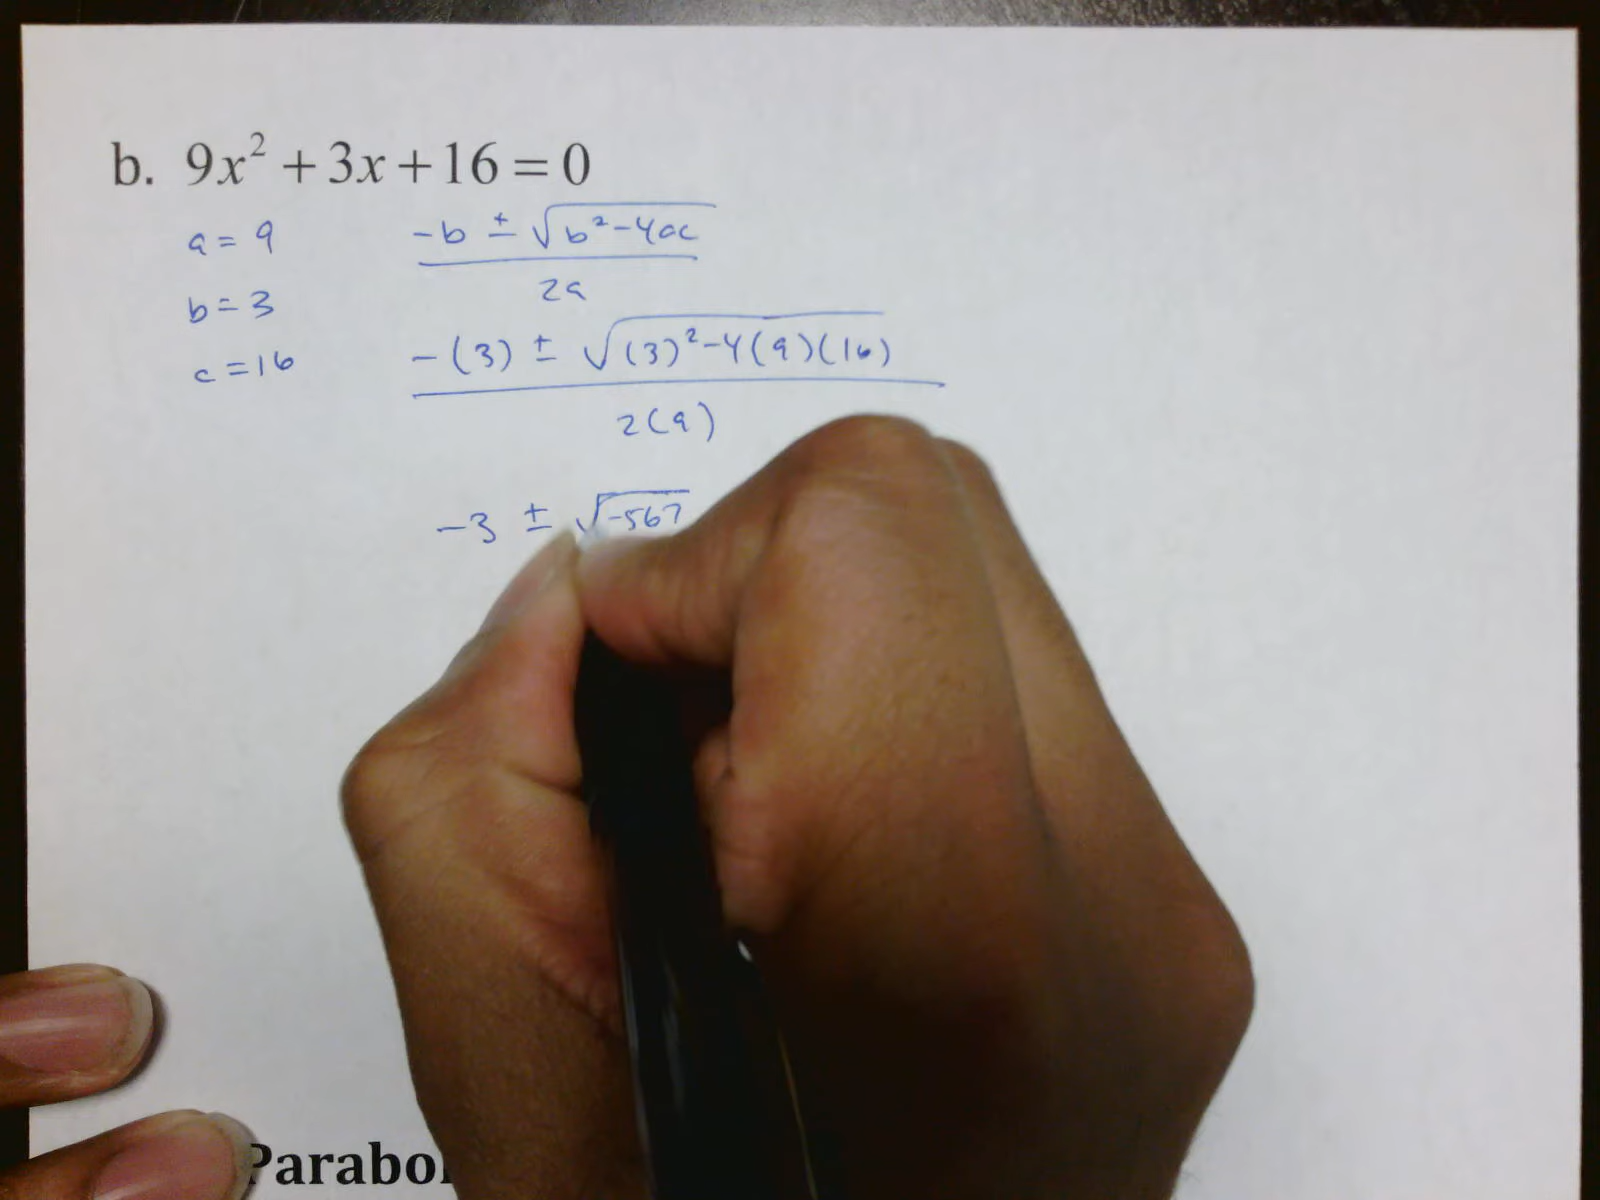 b. 9x² + 3x + 16 = 0
a = 9
b = 3
c = 16
-b ± √b²-4ac
2a
-(3) ± √(3)²-4(9)(16)
2(9)
-3 ± √-567